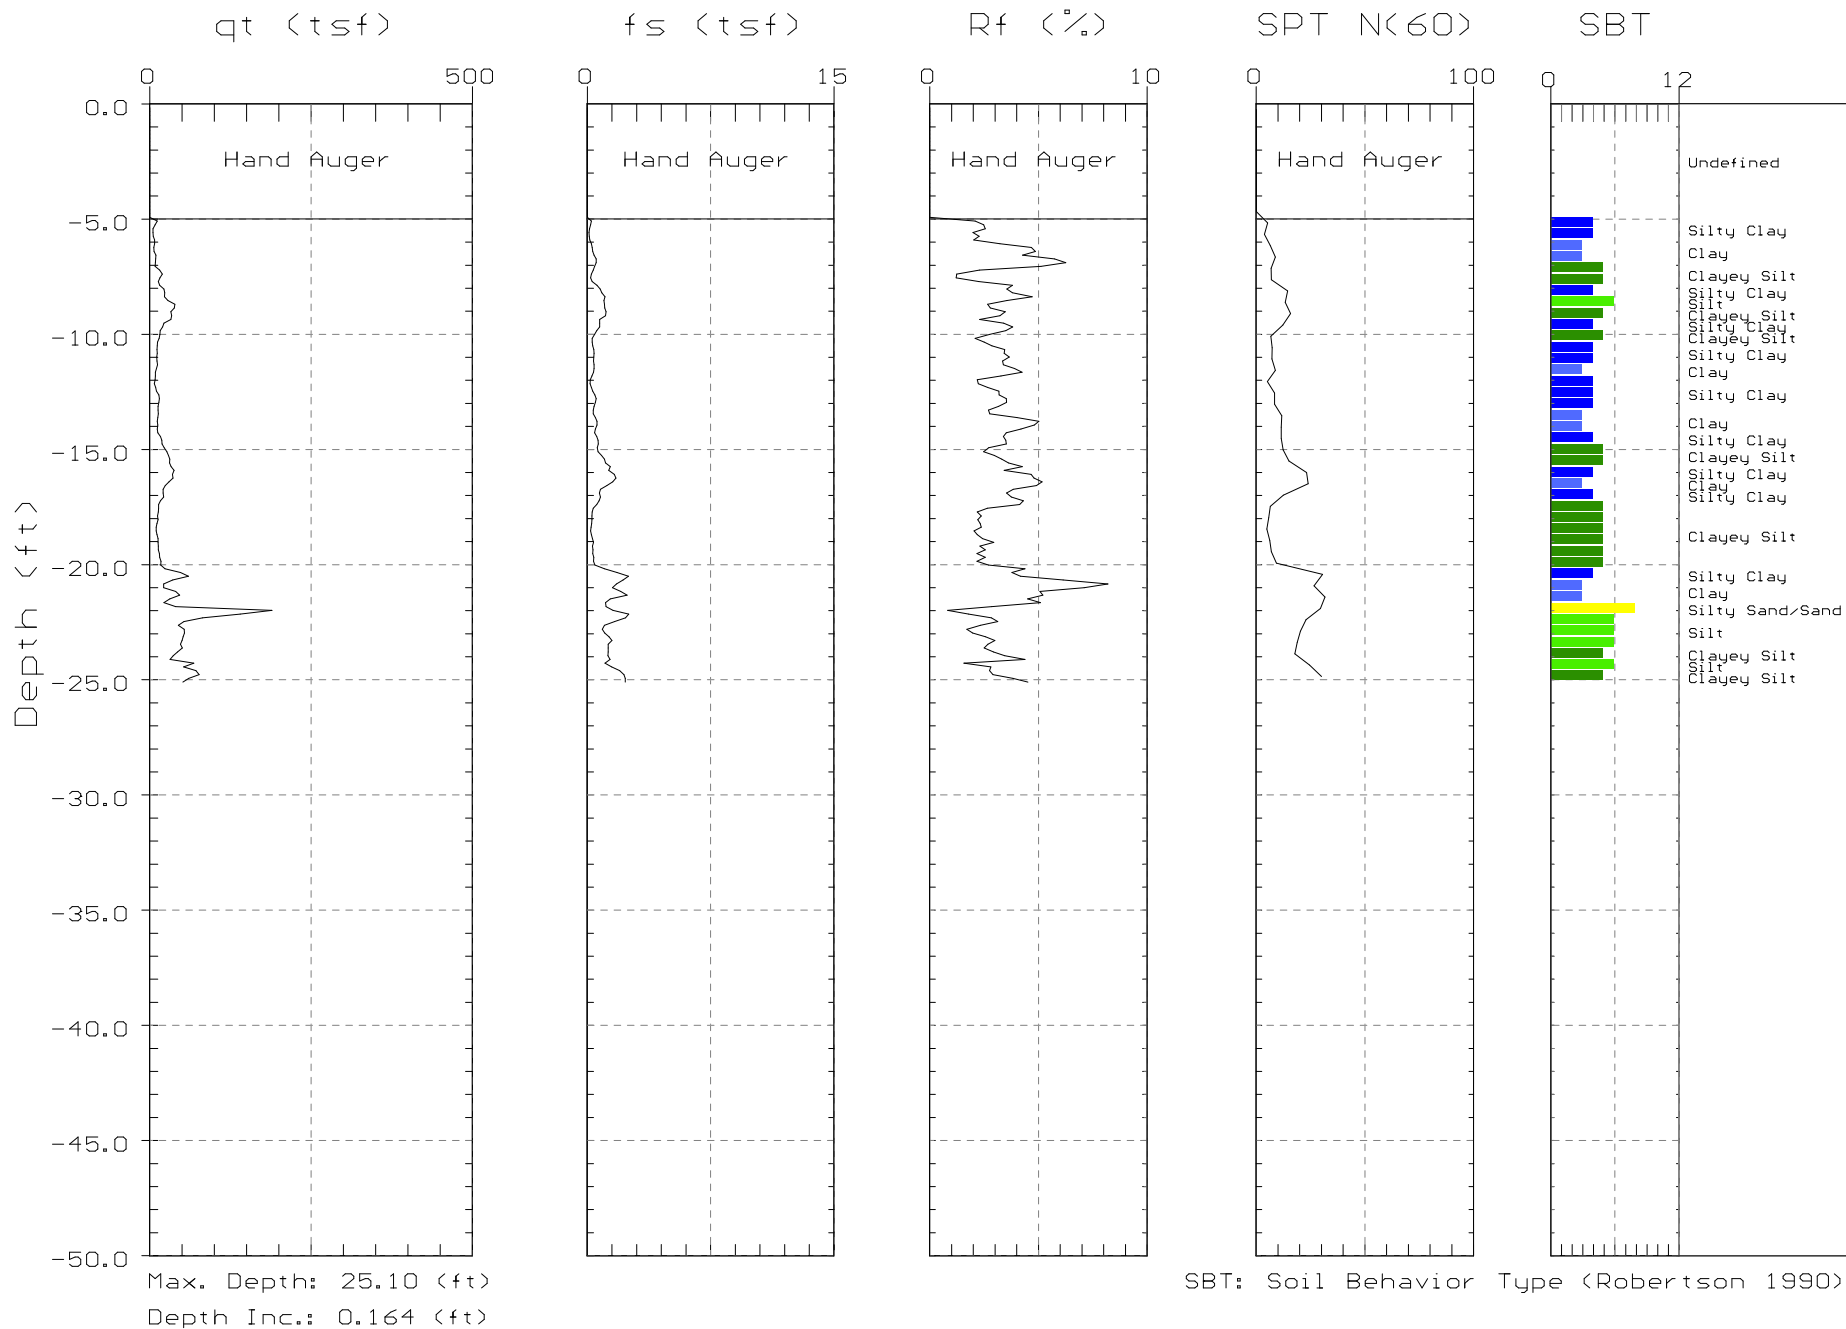 qt (tsf) fs (tsf) Rf (%) SPT N(60) SBT
0 500 0 15 0 10 0 100 0 12
0.0
Hand Auger Hand Auger Hand Auger Hand Auger Undefined
-5.0
Silty Clay
Clay
Clayey Silt
Silty Clay
Silt
Clayey Silt
Silty Clay
-10.0
Clayey Silt
Silty Clay
Clay
Silty Clay
Clay
Silty Clay
-15.0
Clayey Silt
Silty Clay
Clay
Silty Clay
Clayey Silt
-20.0
Silty Clay
Clay
Silty Sand/Sand
Silt
Clayey Silt
Silt
Clayey Silt
-25.0
Depth (ft)
-30.0
-35.0
-40.0
-45.0
-50.0
Max. Depth: 25.10 (ft) SBT: Soil Behavior Type (Robertson 1990)
Depth Inc.: 0.164 (ft)